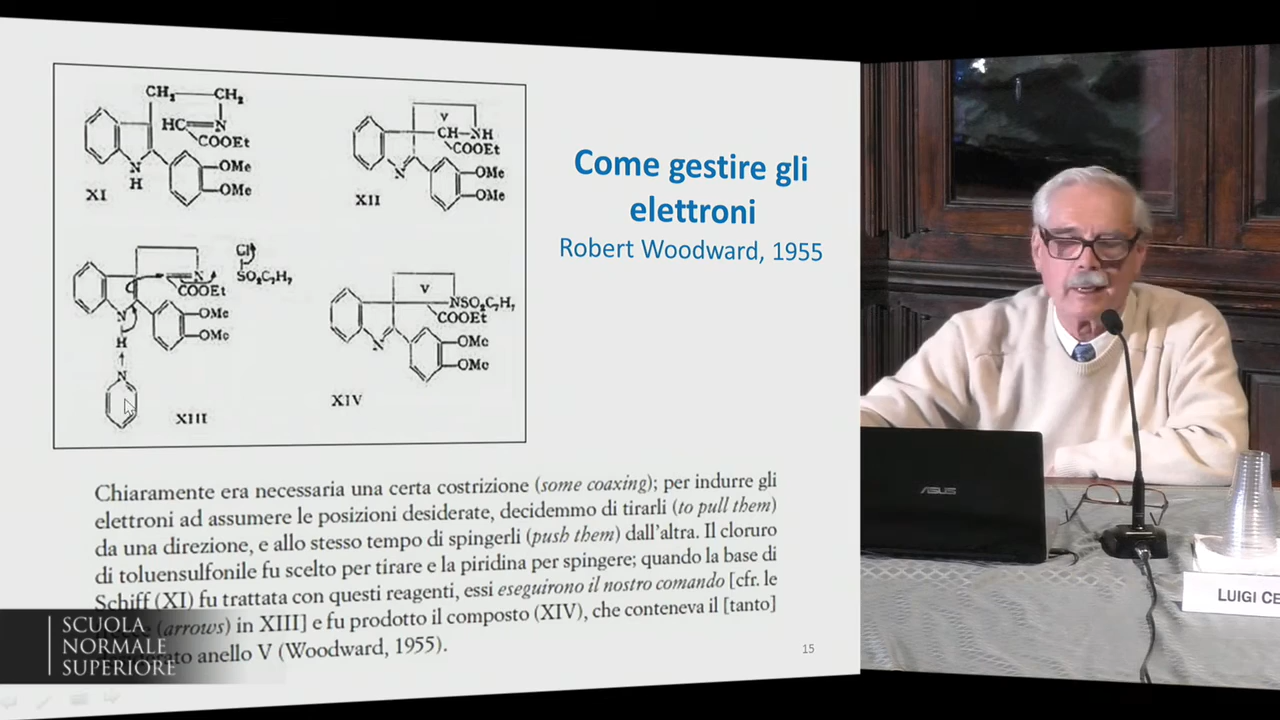 CH₂ CH₂
HC N
COOEt
N
H
OMe
OMe
XI
V
CH—NH
COOEt
N
OMe
OMe
XII
Cl
SO₂C₇H₇
N
COOEt
N
H
OMe
OMe
N
XIII
V
NSO₂C₇H₇
COOEt
N
OMe
OMe
XIV
Come gestire gli
elettroni
Robert Woodward, 1955
Chiaramente era necessaria una certa costrizione (some coaxing); per indurre gli
elettroni ad assumere le posizioni desiderate, decidemmo di tirarli (to pull them)
da una direzione, e allo stesso tempo di spingerli (push them) dall'altra. Il cloruro
di toluensulfonile fu scelto per tirare e la piridina per spingere; quando la base di
Schiff (XI) fu trattata con questi reagenti, essi eseguirono il nostro comando [cfr. le
(arrows) in XIII] e fu prodotto il composto (XIV), che conteneva il [tanto]
anello V (Woodward, 1955).
15
SCUOLA
NORMALE
SUPERIORE
ASUS
LUIGI CE